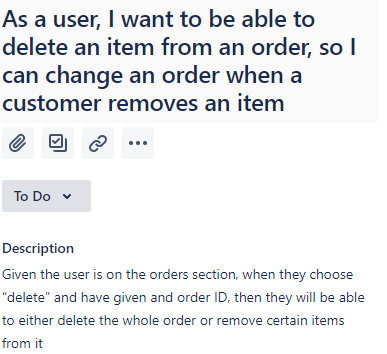 As a user, I want to be able to
delete an item from an order, so I
can change an order when a
customer removes an item
To Do
Description
Given the user is on the orders section, when they choose
“delete” and have given and order ID, then they will be able
to either delete the whole order or remove certain items
from it